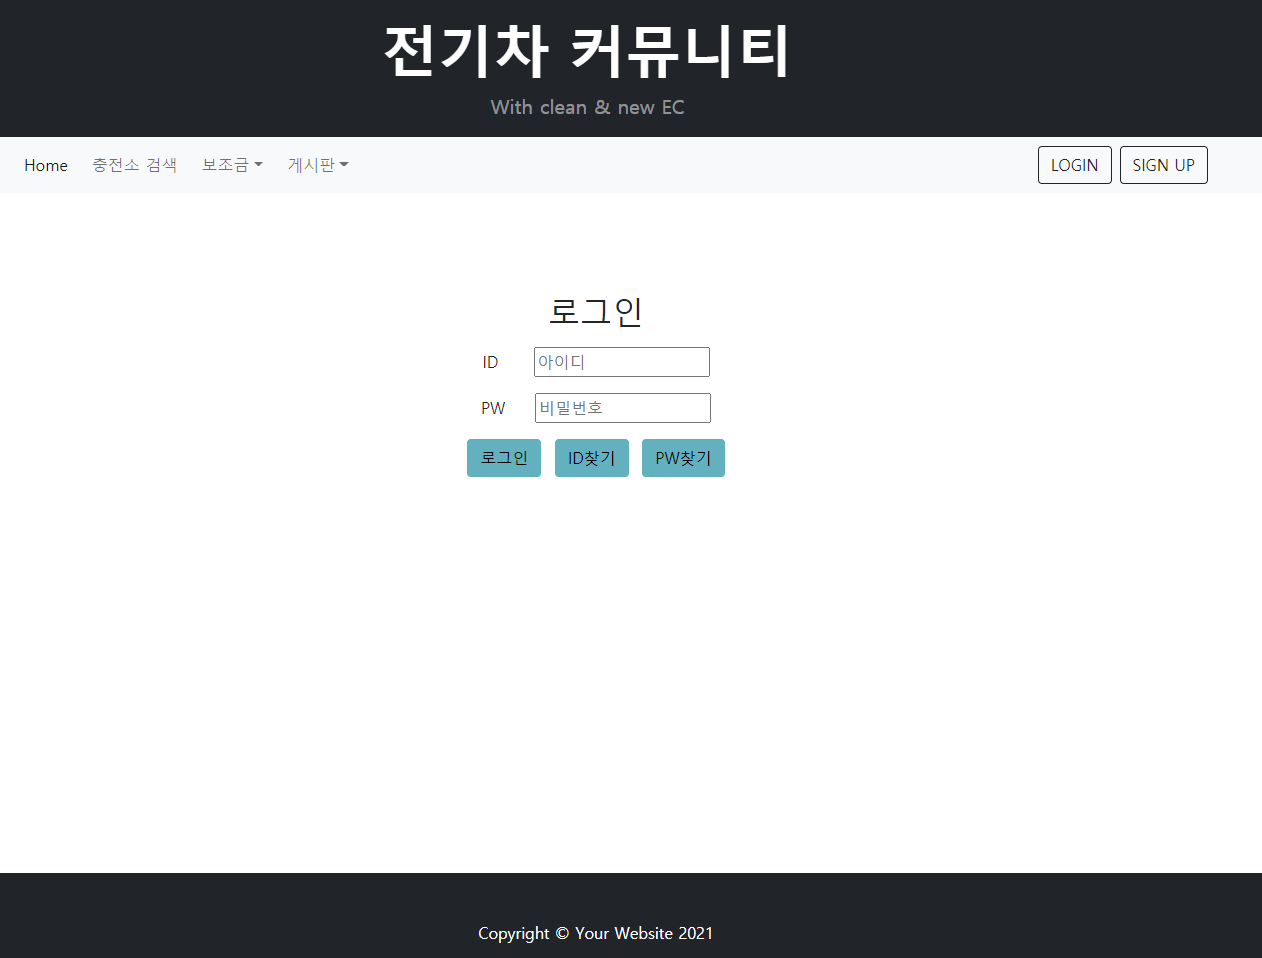 전기차 커뮤니티
With clean & new EC
Home 충전소 검색 보조금 게시판 LOGIN SIGN UP
로그인
ID 아이디
PW 비밀번호
로그인 ID찾기 PW찾기
Copyright © Your Website 2021